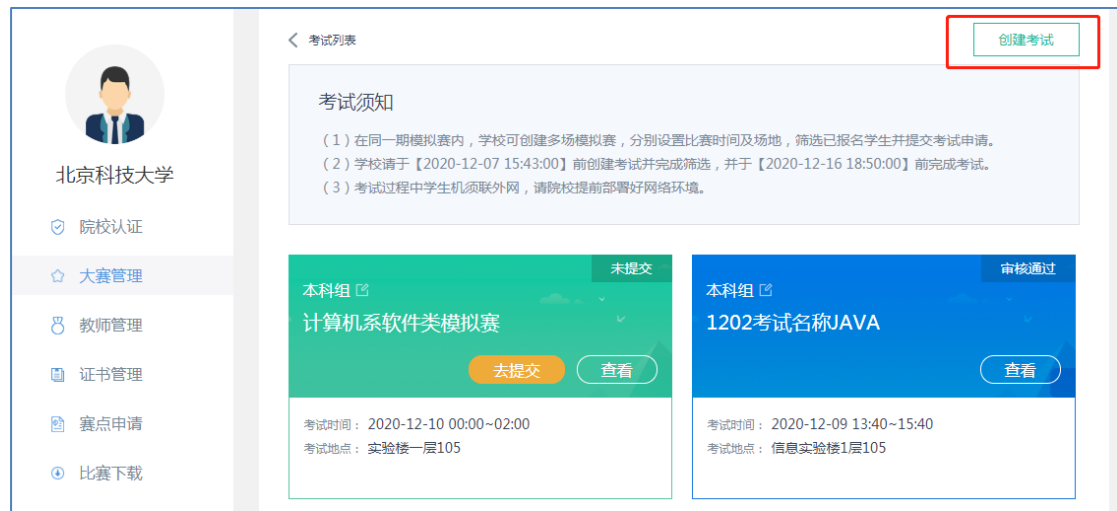 考试列表
创建考试
北京科技大学
院校认证
大赛管理
教师管理
证书管理
赛点申请
比赛下载
考试须知
（1）在同一期模拟赛内，学校可创建多场模拟赛，分别设置比赛时间及场地，筛选已报名学生并提交考试申请。
（2）学校请于【2020-12-07 15:43:00】前创建考试并完成筛选，并于【2020-12-16 18:50:00】前完成考试。
（3）考试过程中学生机须联外网，请院校提前部署好网络环境。
未提交
本科组
计算机系软件类模拟赛
去提交
查看
考试时间： 2020-12-10 00:00~02:00
考试地点： 实验楼一层105
审核通过
本科组
1202考试名称JAVA
查看
考试时间： 2020-12-09 13:40~15:40
考试地点： 信息实验楼1层105